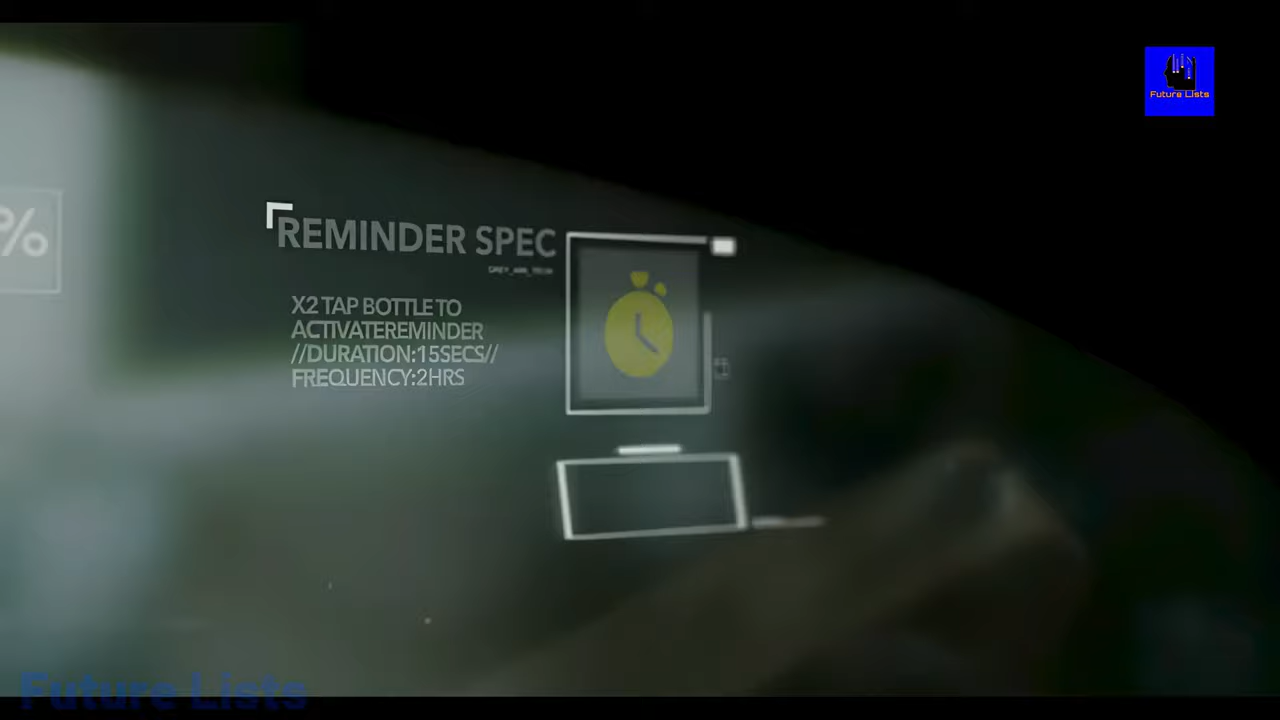 Future Lists
%
REMINDER SPEC
X2 TAP BOTTLE TO
ACTIVATEREMINDER
//DURATION:15SECS//
FREQUENCY:2HRS
Future Lists